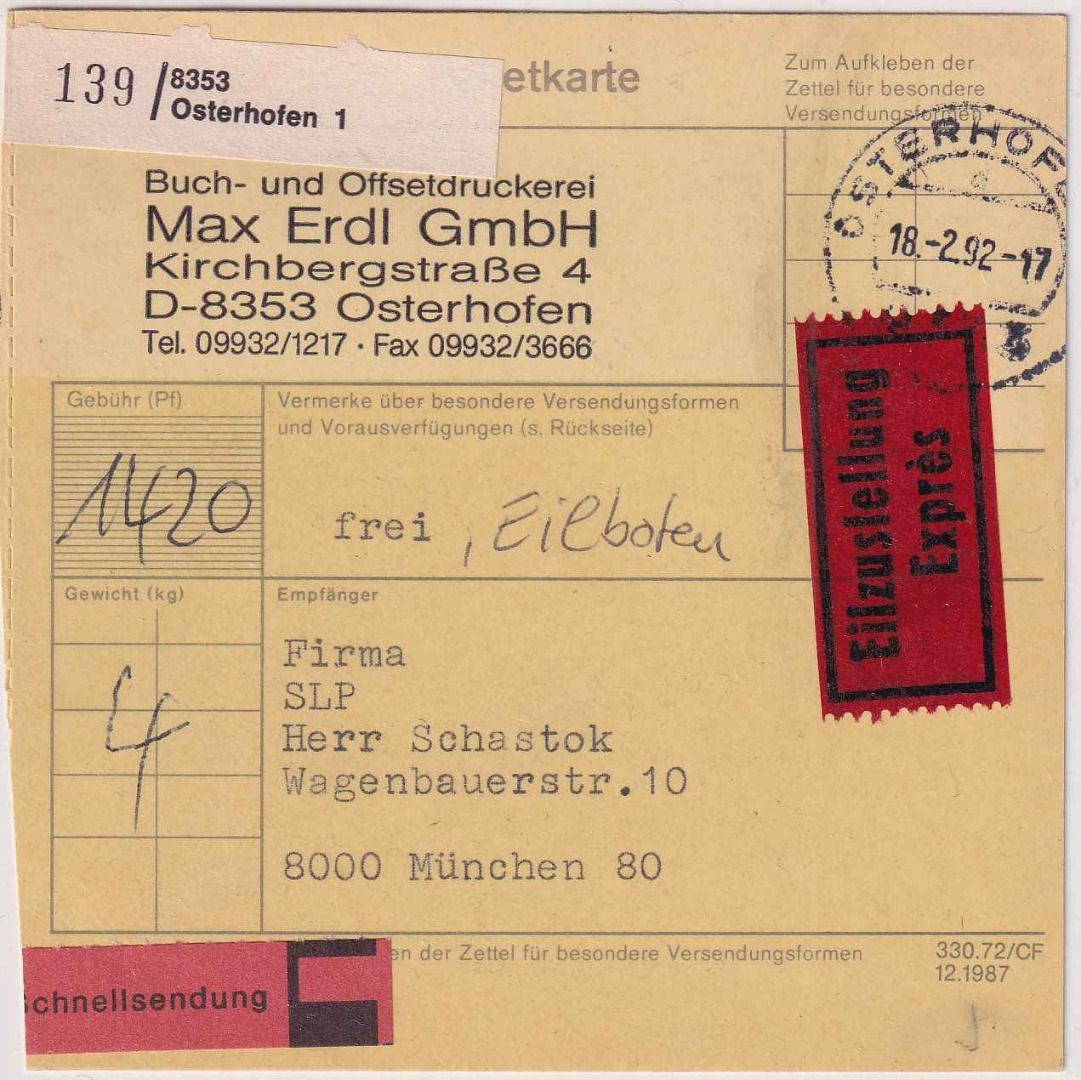 139 / 8353
Osterhofen 1
etkarte
Zum Aufkleben der
Zettel für besondere
Versendungsformen
OSTERHOFE
18.-2.92-17
Buch- und Offsetdruckerei
Max Erdl GmbH
Kirchbergstraße 4
D-8353 Osterhofen
Tel. 09932/1217 · Fax 09932/3666
Gebühr (Pf)
1420
Vermerke über besondere Versendungsformen
und Vorausverfügungen (s. Rückseite)
frei , Eilboten
Eilzustellung
Exprès
Gewicht (kg)
4
Empfänger
Firma
SLP
Herr Schastok
Wagenbauerstr.10
8000 München 80
en der Zettel für besondere Versendungsformen
330.72/CF
12.1987
Schnellsendung